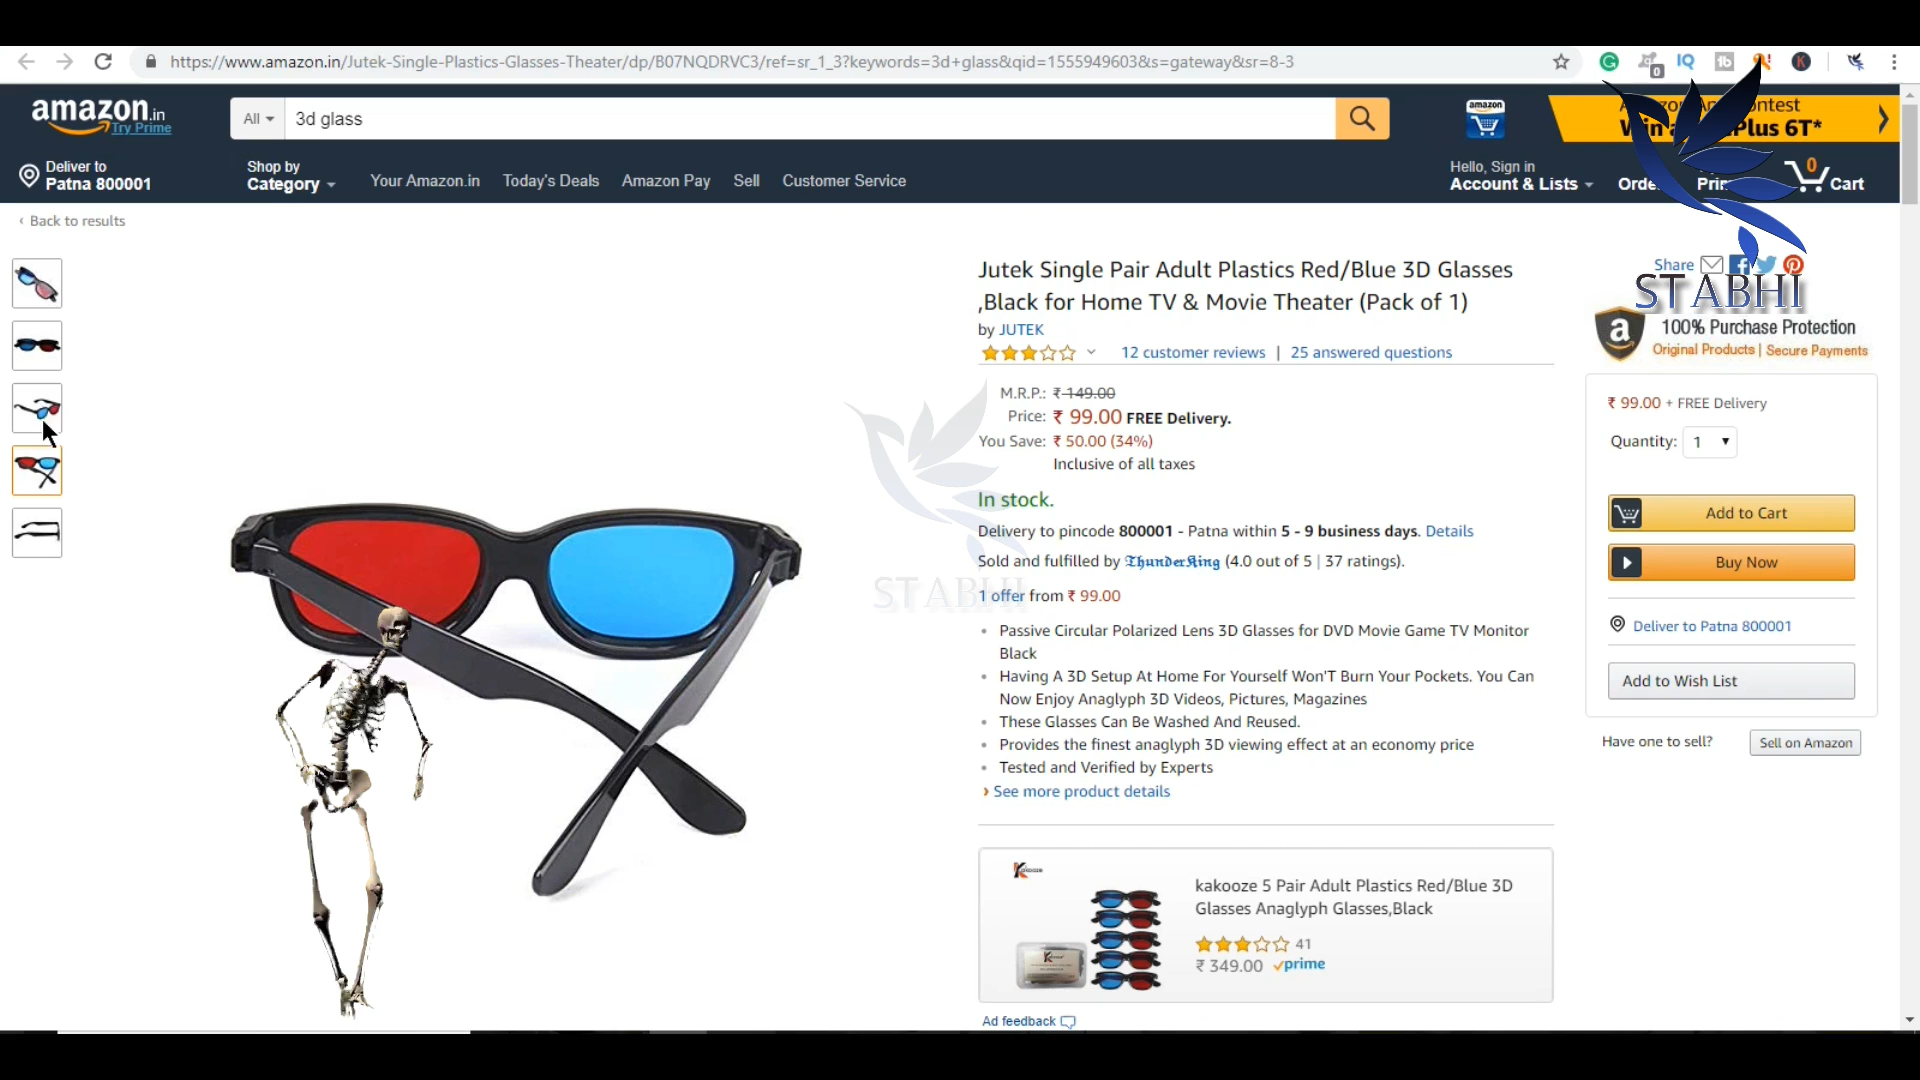 https://www.amazon.in/Jutek-Single-Plastics-Glasses-Theater/dp/B07NQDRVC3/ref=sr_1_3?keywords=3d+glass&qid=1555949603&s=gateway&sr=8-3
amazon.in
Try Prime
All
3d glass
amazon
Win a
Plus 6T*
Deliver to
Patna 800001
Shop by
Category
Your Amazon.in
Today's Deals
Amazon Pay
Sell
Customer Service
Hello, Sign in
Account & Lists
0
Cart
‹ Back to results
Jutek Single Pair Adult Plastics Red/Blue 3D Glasses
,Black for Home TV & Movie Theater (Pack of 1)
by JUTEK
12 customer reviews | 25 answered questions
M.R.P.: ₹ 149.00
Price: ₹ 99.00 FREE Delivery.
You Save: ₹ 50.00 (34%)
Inclusive of all taxes
In stock.
Delivery to pincode 800001 - Patna within 5 - 9 business days. Details
Sold and fulfilled by ThunderKing (4.0 out of 5 | 37 ratings).
1 offer from ₹ 99.00
• Passive Circular Polarized Lens 3D Glasses for DVD Movie Game TV Monitor
Black
• Having A 3D Setup At Home For Yourself Won'T Burn Your Pockets. You Can
Now Enjoy Anaglyph 3D Videos, Pictures, Magazines
• These Glasses Can Be Washed And Reused.
• Provides the finest anaglyph 3D viewing effect at an economy price
• Tested and Verified by Experts
› See more product details
STABHI
kakooze 5 Pair Adult Plastics Red/Blue 3D
Glasses Anaglyph Glasses,Black
41
₹ 349.00 prime
Ad feedback
Share
STABHI
100% Purchase Protection
Original Products | Secure Payments
₹ 99.00 + FREE Delivery
Quantity: 1
Add to Cart
Buy Now
Deliver to Patna 800001
Add to Wish List
Have one to sell?
Sell on Amazon